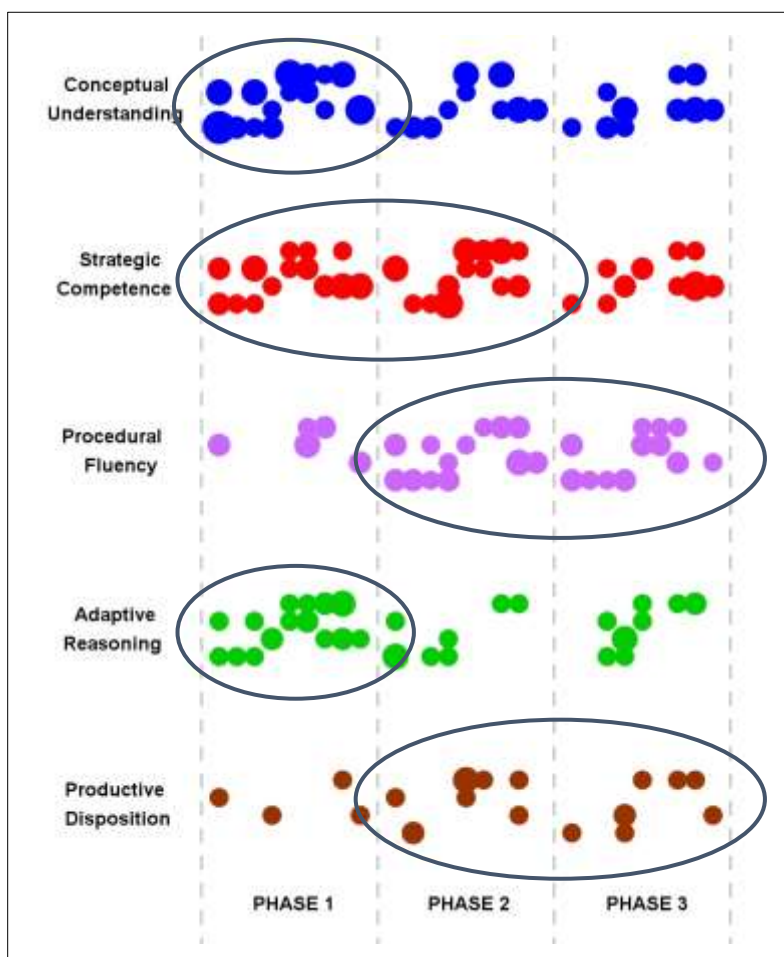 Conceptual
Understanding
Strategic
Competence
Procedural
Fluency
Adaptive
Reasoning
Productive
Disposition
PHASE 1 PHASE 2 PHASE 3